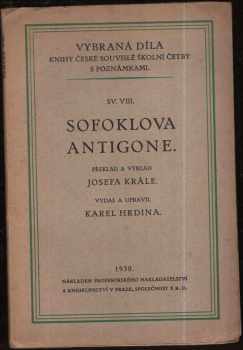 VYBRANÁ DÍLA
KNIHY ČESKÉ SOUVISLÉ ŠKOLNÍ ČETBY
S POZNÁMKAMI.
SV. VIII.
SOFOKLOVA
ANTIGONE.
PŘEKLAD A VÝKLAD
JOSEFA KRÁLE.
VYDAL A UPRAVIL
KAREL HRDINA.
1930.
NÁKLADEM PROFESORSKÉHO NAKLADATELSTVÍ
A KNIHKUPECTVÍ V PRAZE, SPOLEČNOST S R. O.